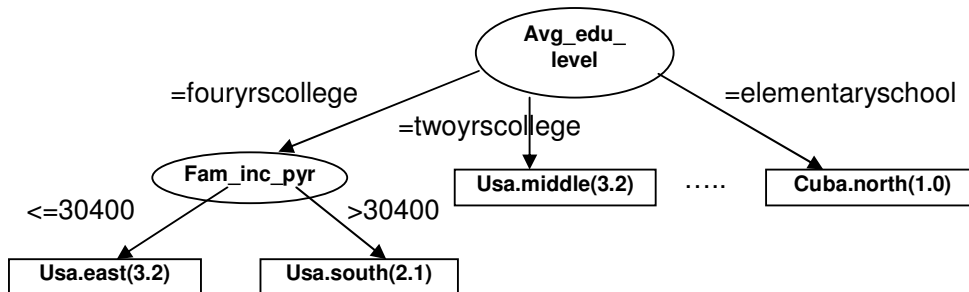 Avg_edu_
level
=fouryrscollege
=twoyrscollege
=elementaryschool
Fam_inc_pyr
Usa.middle(3.2)
.....
Cuba.north(1.0)
<=30400
>30400
Usa.east(3.2)
Usa.south(2.1)